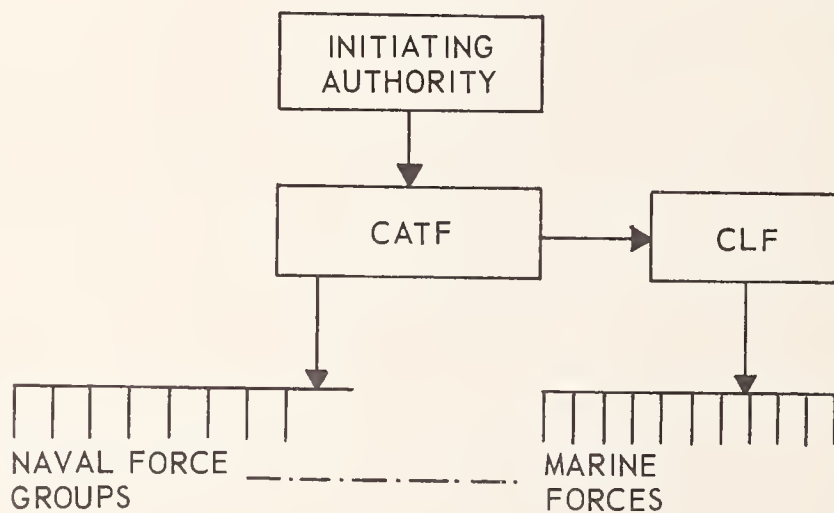 INITIATING
AUTHORITY
CATF
CLF
NAVAL FORCE
GROUPS
MARINE
FORCES